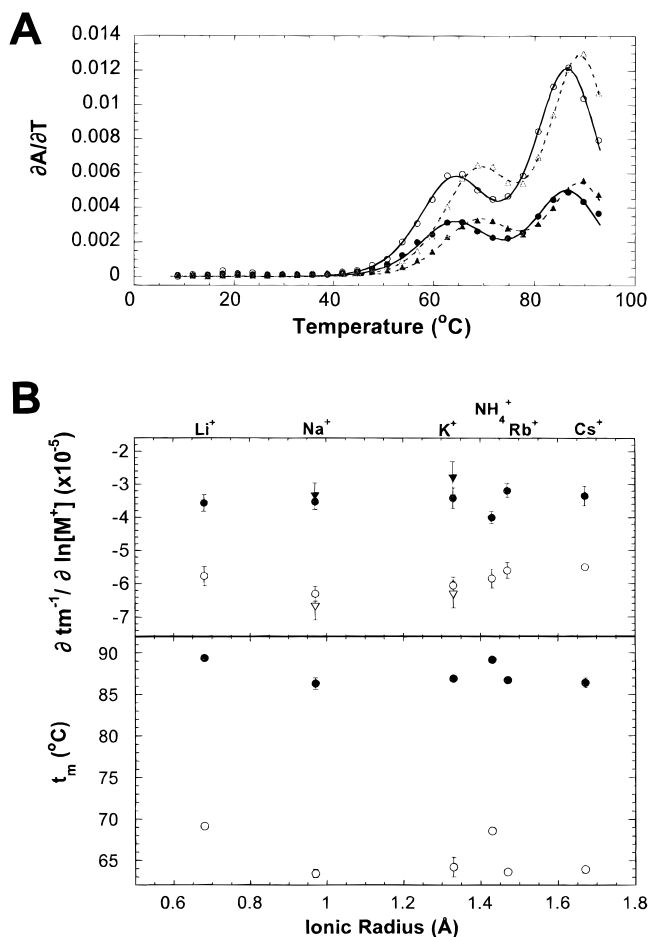 A
0.014
0.012
0.01
0.008
0.006
0.004
0.002
0
∂A/∂T
0 20 40 60 80 100
Temperature (°C)
B
NH4+
Li+ Na+ K+ Rb+ Cs+
-2
-3
-4
-5
-6
-7
∂ tm-1/ ∂ ln[M+] (x10-5)
90
85
80
75
70
65
tm (°C)
0.6 0.8 1 1.2 1.4 1.6 1.8
Ionic Radius (Å)